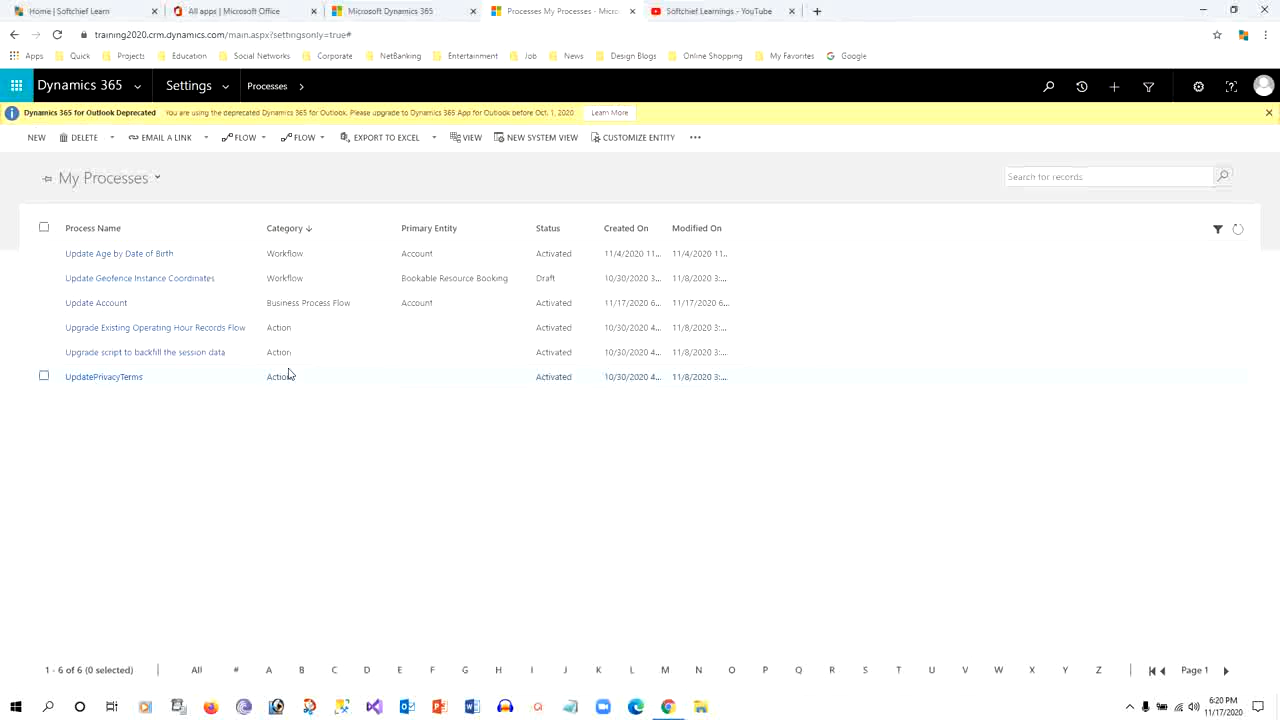 Home | Softchief Learn
All apps | Microsoft Office
Microsoft Dynamics 365
Processes My Processes - Micro
Softchief Learnings - YouTube
training2020.crm.dynamics.com/main.aspx?settingsonly=true#
Apps Quick Projects Education Social Networks Corporate NetBanking Entertainment Job News Design Blogs Online Shopping My Favorites Google
Dynamics 365 Settings Processes
Dynamics 365 for Outlook Deprecated You are using the deprecated Dynamics 365 for Outlook. Please upgrade to Dynamics 365 App for Outlook before Oct. 1, 2020 Learn More
NEW DELETE EMAIL A LINK FLOW FLOW EXPORT TO EXCEL VIEW NEW SYSTEM VIEW CUSTOMIZE ENTITY
My Processes
Search for records
Process Name Category Primary Entity Status Created On Modified On
Update Age by Date of Birth Workflow Account Activated 11/4/2020 11... 11/4/2020 11...
Update Geofence Instance Coordinates Workflow Bookable Resource Booking Draft 10/30/2020 3... 11/8/2020 3:...
Update Account Business Process Flow Account Activated 11/17/2020 6... 11/17/2020 6...
Upgrade Existing Operating Hour Records Flow Action Activated 10/30/2020 4... 11/8/2020 3:...
Upgrade script to backfill the session data Action Activated 10/30/2020 4... 11/8/2020 3:...
UpdatePrivacyTerms Action Activated 10/30/2020 4... 11/8/2020 3:...
1 - 6 of 6 (0 selected) All # A B C D E F G H I J K L M N O P Q R S T U V W X Y Z Page 1
6:20 PM
11/17/2020